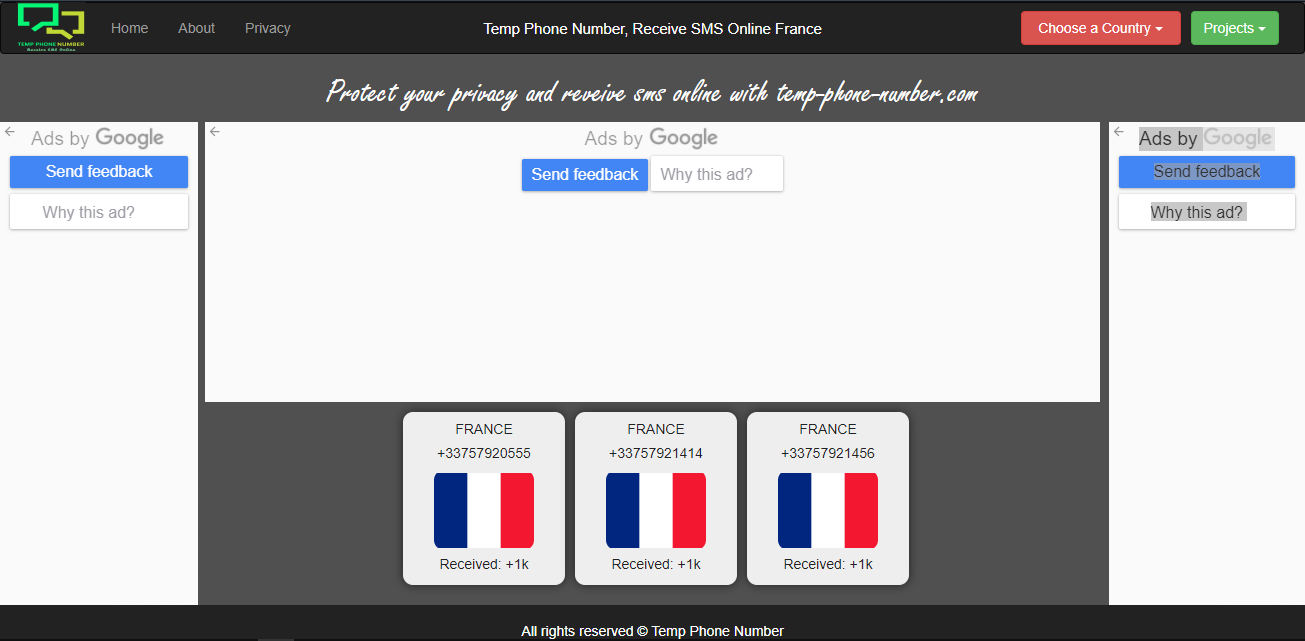 TEMP PHONE NUMBER
Receive SMS Online
Home About Privacy
Temp Phone Number, Receive SMS Online France
Choose a Country
Projects
Protect your privacy and reveive sms online with temp-phone-number.com
Ads by Google
Send feedback
Why this ad?
Ads by Google
Send feedback Why this ad?
Ads by Google
Send feedback
Why this ad?
FRANCE
+33757920555
Received: +1k
FRANCE
+33757921414
Received: +1k
FRANCE
+33757921456
Received: +1k
All rights reserved © Temp Phone Number